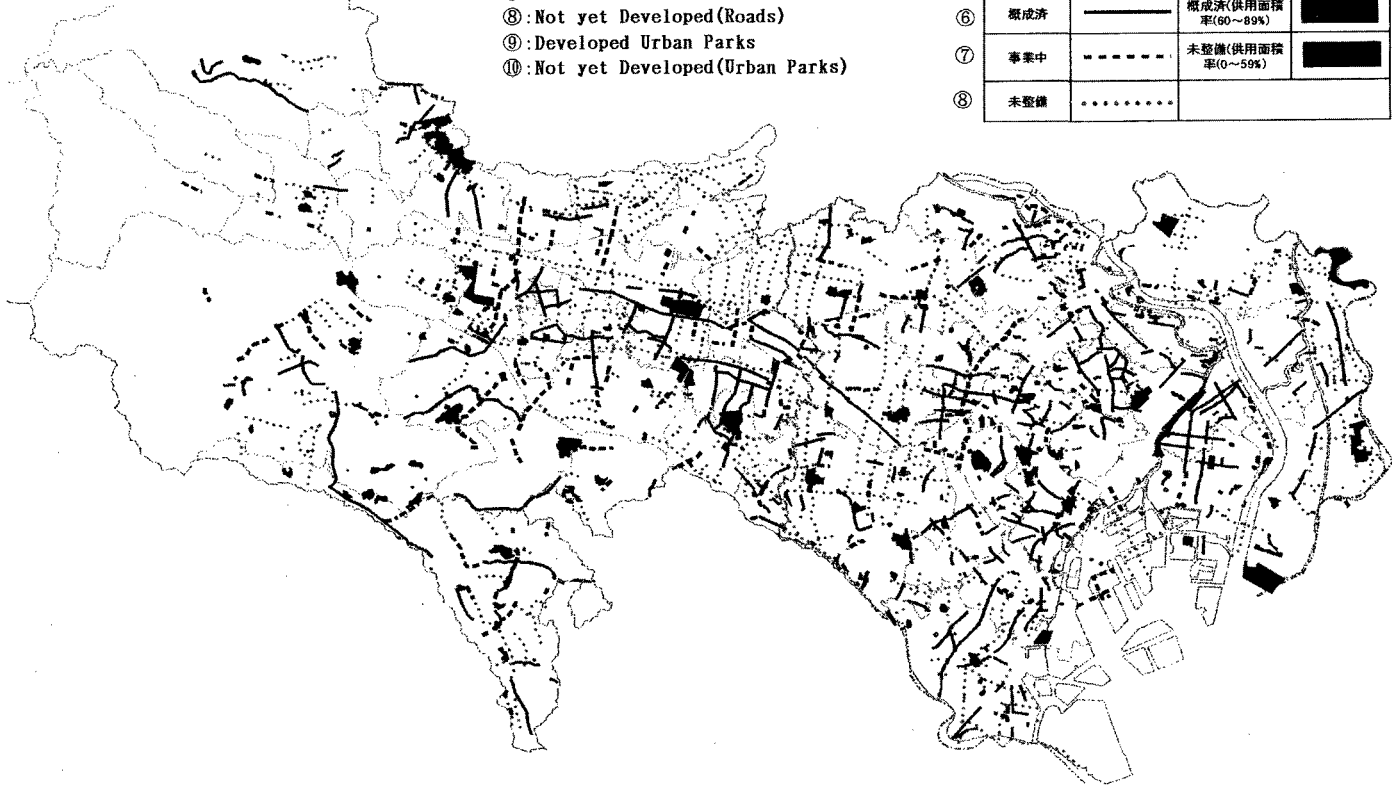 ⑧:Not yet Developed(Roads)
⑨:Developed Urban Parks
⑩:Not yet Developed(Urban Parks)
⑥ 概成済 概成済(供用面積
率(60～89%)
⑦ 事業中 未整備(供用面積
率(0～59%)
⑧ 未整備